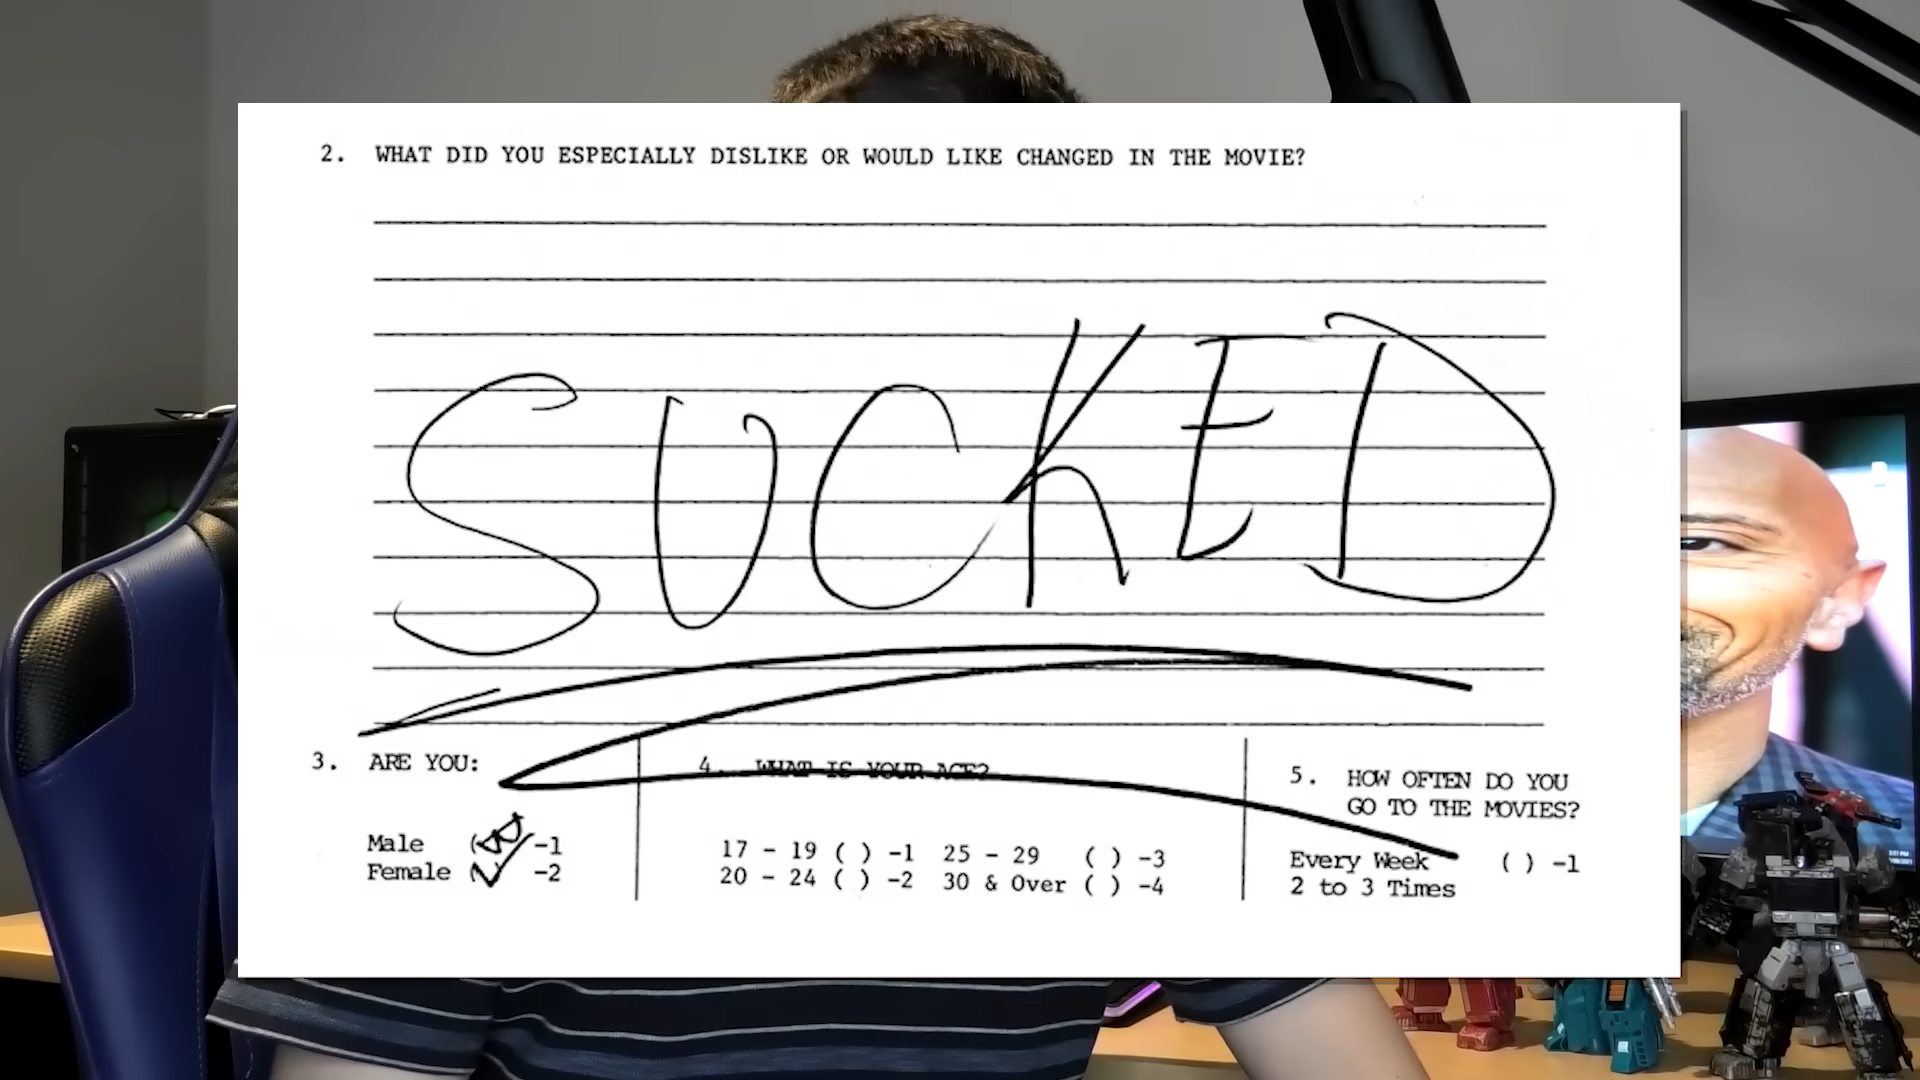 2. WHAT DID YOU ESPECIALLY DISLIKE OR WOULD LIKE CHANGED IN THE MOVIE?
SUCKED
3. ARE YOU:
Male ( ) -1
Female (✓) -2
4. WHAT IS YOUR AGE?
17 - 19 ( ) -1 25 - 29 ( ) -3
20 - 24 ( ) -2 30 & Over ( ) -4
5. HOW OFTEN DO YOU
GO TO THE MOVIES?
Every Week ( ) -1
2 to 3 Times